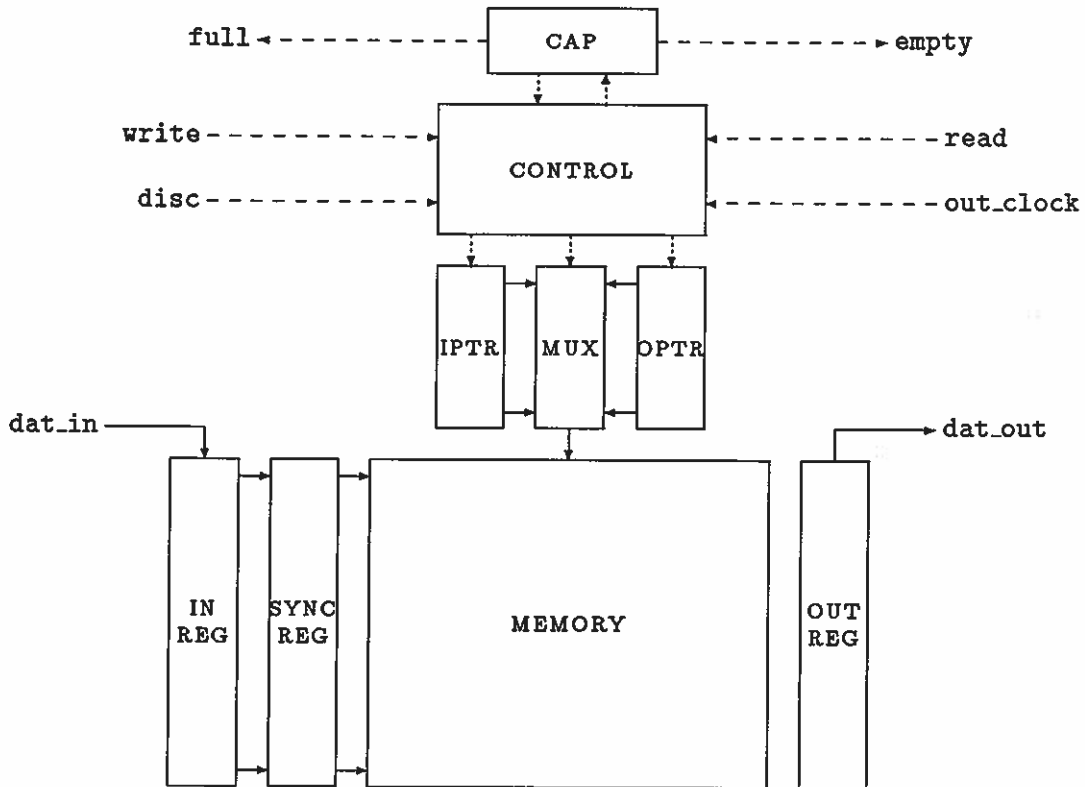 full
CAP
empty
write
read
CONTROL
disc
out_clock
IPTR
MUX
OPTR
dat_in
dat_out
IN
REG
SYNC
REG
MEMORY
OUT
REG